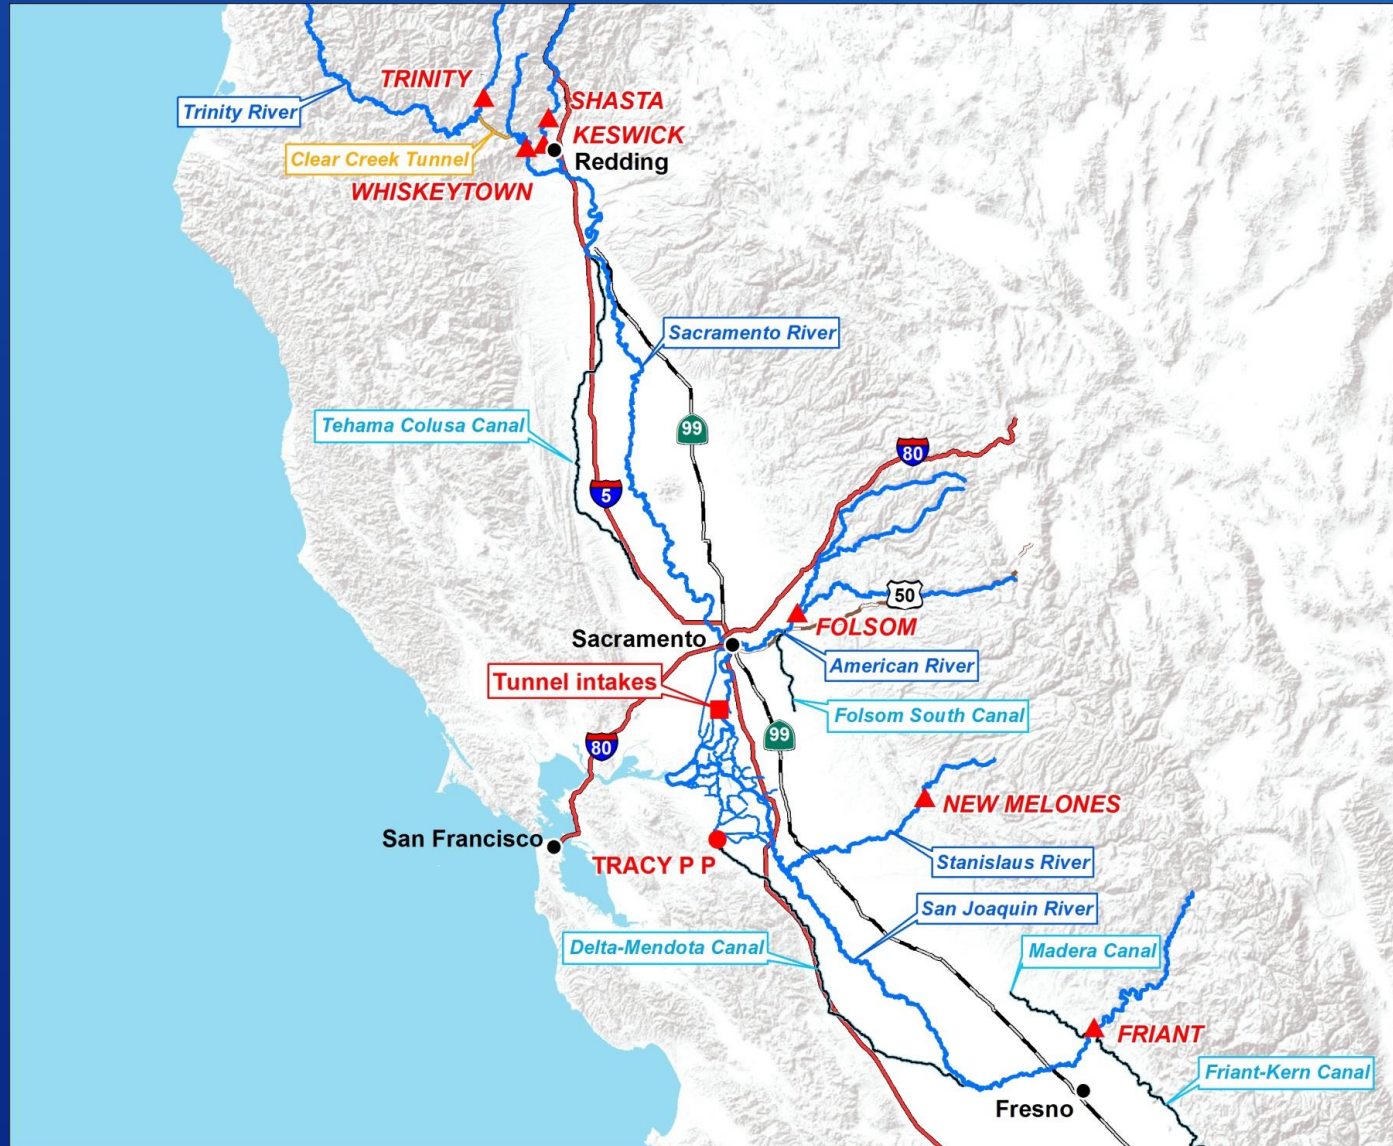 TRINITY
SHASTA
Trinity River
KESWICK
Clear Creek Tunnel
Redding
WHISKEYTOWN
Sacramento River
Tehama Colusa Canal
99
80
5
50
FOLSOM
Sacramento
American River
Tunnel intakes
Folsom South Canal
99
80
NEW MELONES
San Francisco
TRACY P P
Stanislaus River
San Joaquin River
Delta-Mendota Canal
Madera Canal
FRIANT
Friant-Kern Canal
Fresno